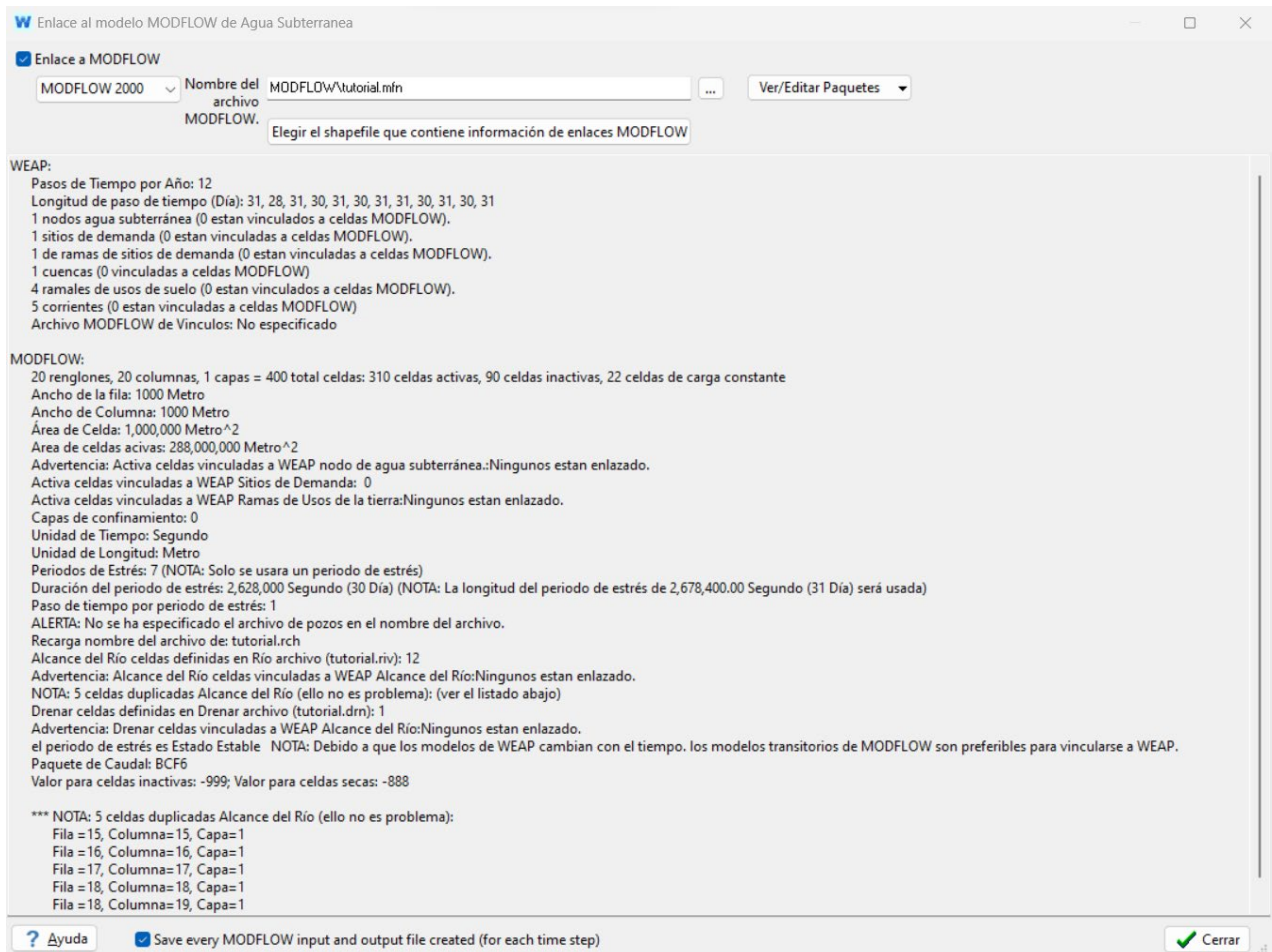 W Enlace al modelo MODFLOW de Agua Subterranea
Enlace a MODFLOW
MODFLOW 2000
Nombre del archivo MODFLOW.
MODFLOW\tutorial.mfn
...
Ver/Editar Paquetes
Elegir el shapefile que contiene información de enlaces MODFLOW
WEAP:
Pasos de Tiempo por Año: 12
Longitud de paso de tiempo (Día): 31, 28, 31, 30, 31, 30, 31, 31, 30, 31, 30, 31
1 nodos agua subterránea (0 estan vinculados a celdas MODFLOW).
1 sitios de demanda (0 estan vinculadas a celdas MODFLOW).
1 de ramas de sitios de demanda (0 estan vinculadas a celdas MODFLOW).
1 cuencas (0 vinculadas a celdas MODFLOW)
4 ramales de usos de suelo (0 estan vinculados a celdas MODFLOW).
5 corrientes (0 estan vinculadas a celdas MODFLOW)
Archivo MODFLOW de Vinculos: No especificado
MODFLOW:
20 renglones, 20 columnas, 1 capas = 400 total celdas: 310 celdas activas, 90 celdas inactivas, 22 celdas de carga constante
Ancho de la fila: 1000 Metro
Ancho de Columna: 1000 Metro
Área de Celda: 1,000,000 Metro^2
Area de celdas acivas: 288,000,000 Metro^2
Advertencia: Activa celdas vinculadas a WEAP nodo de agua subterránea.:Ningunos estan enlazado.
Activa celdas vinculadas a WEAP Sitios de Demanda: 0
Activa celdas vinculadas a WEAP Ramas de Usos de la tierra:Ningunos estan enlazado.
Capas de confinamiento: 0
Unidad de Tiempo: Segundo
Unidad de Longitud: Metro
Periodos de Estrés: 7 (NOTA: Solo se usara un periodo de estrés)
Duración del periodo de estrés: 2,628,000 Segundo (30 Día) (NOTA: La longitud del periodo de estrés de 2,678,400.00 Segundo (31 Día) será usada)
Paso de tiempo por periodo de estrés: 1
ALERTA: No se ha especificado el archivo de pozos en el nombre del archivo.
Recarga nombre del archivo de: tutorial.rch
Alcance del Río celdas definidas en Río archivo (tutorial.riv): 12
Advertencia: Alcance del Río celdas vinculadas a WEAP Alcance del Río:Ningunos estan enlazado.
NOTA: 5 celdas duplicadas Alcance del Río (ello no es problema): (ver el listado abajo)
Drenar celdas definidas en Drenar archivo (tutorial.drn): 1
Advertencia: Drenar celdas vinculadas a WEAP Alcance del Río:Ningunos estan enlazado.
el periodo de estrés es Estado Estable NOTA: Debido a que los modelos de WEAP cambian con el tiempo. los modelos transitorios de MODFLOW son preferibles para vincularse a WEAP.
Paquete de Caudal: BCF6
Valor para celdas inactivas: -999; Valor para celdas secas: -888
*** NOTA: 5 celdas duplicadas Alcance del Río (ello no es problema):
Fila =15, Columna=15, Capa=1
Fila =16, Columna=16, Capa=1
Fila =17, Columna=17, Capa=1
Fila =18, Columna=18, Capa=1
Fila =18, Columna=19, Capa=1
? Ayuda
Save every MODFLOW input and output file created (for each time step)
Cerrar